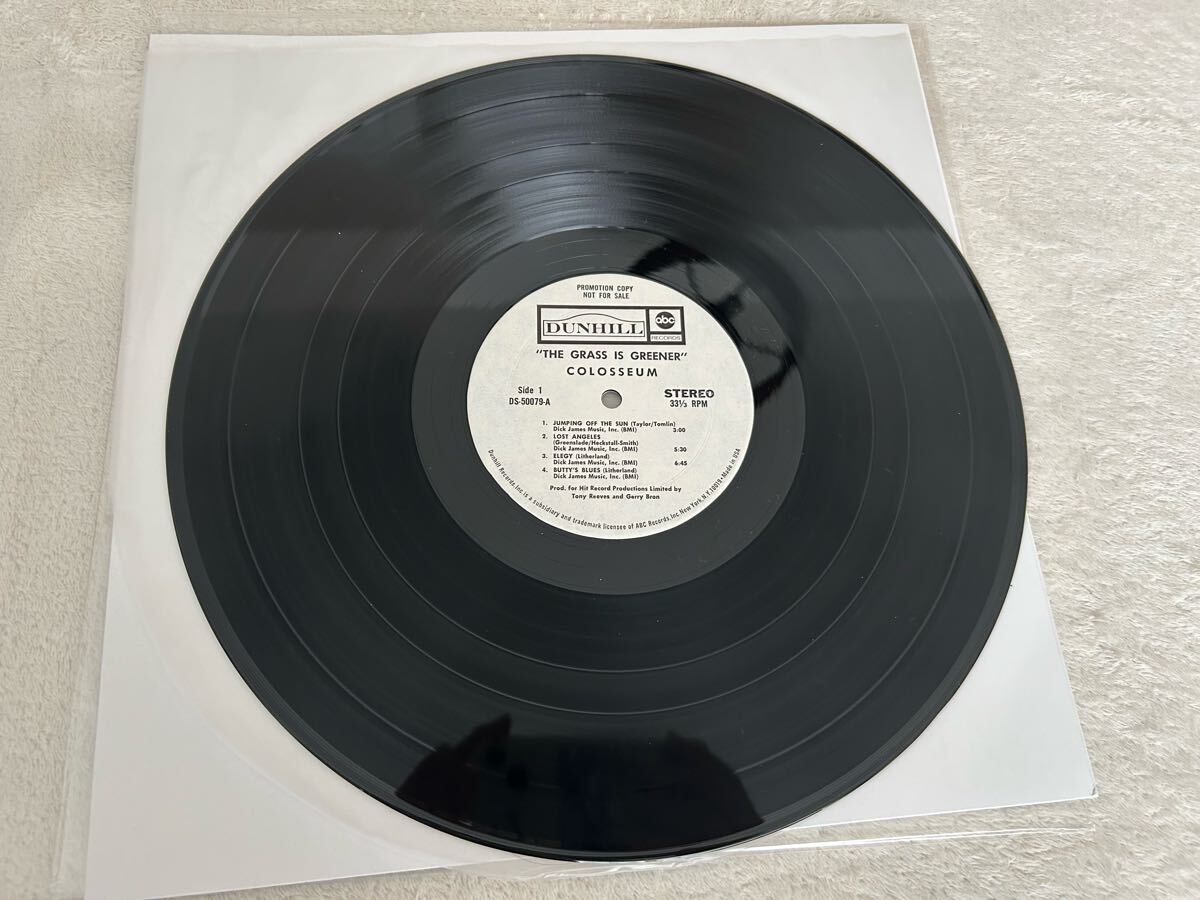 PROMOTION COPY
NOT FOR SALE
DUNHILL
abc
RECORDS
"THE GRASS IS GREENER"
COLOSSEUM
Side 1
STEREO
DS-50079-A
33⅓ RPM
1. JUMPING OFF THE SUN (Taylor/Tomlin)
Dick James Music, Inc. (BMI) 3:00
2. LOST ANGELES
(Greenslade/Heckstall-Smith)
Dick James Music, Inc. (BMI) 5:30
3. ELEGY (Litherland)
Dick James Music, Inc. (BMI) 6:45
4. BUTTY'S BLUES (Litherland)
Dick James Music, Inc. (BMI)
Prod. for Hit Record Productions Limited by
Tony Reeves and Gerry Bron
Dunhill Records, Inc. is a subsidiary and trademark licensee of ABC Records, Inc. New York, N.Y. 10019 • Made in USA